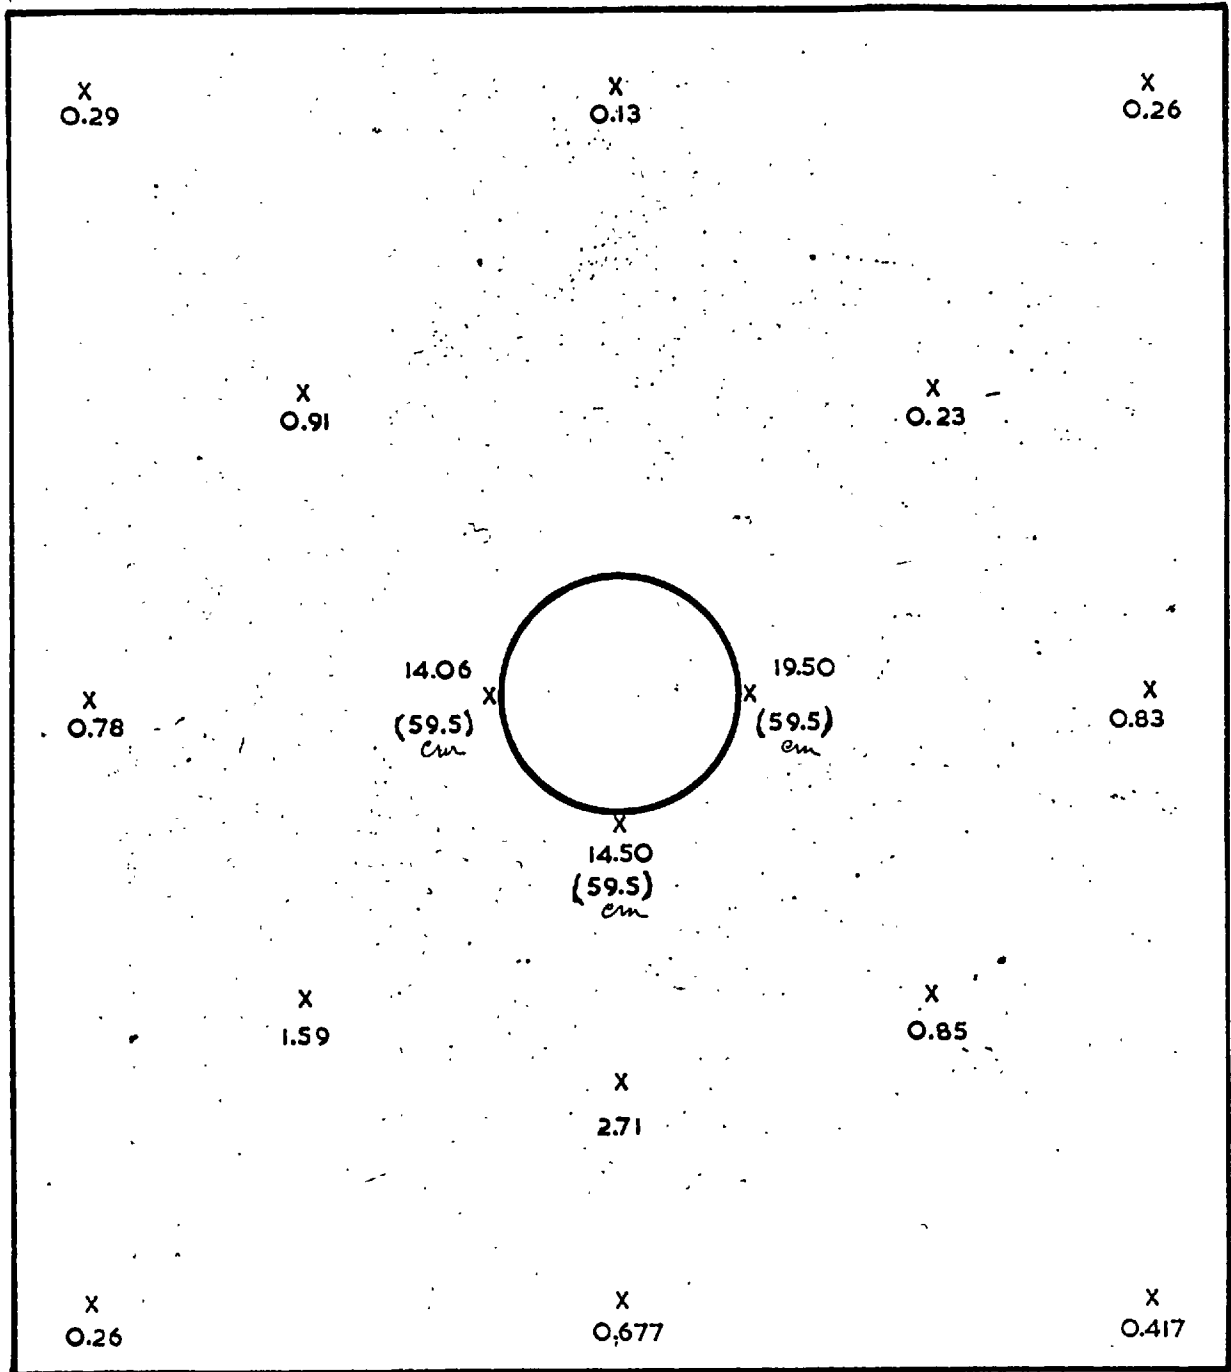 X X X
0.29 0.13 0.26
X X
0.91 0.23
14.06 19.50
X X X X
0.78 (59.5) (59.5) 0.83
cm cm
X
14.50
(59.5)
cm
X X
1.59 0.85
X
2.71
X X X
0.26 0.677 0.417